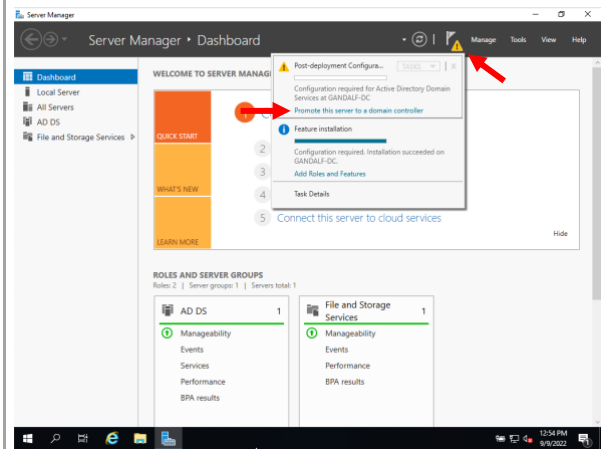 Server Manager
Server Manager • Dashboard
Manage Tools View Help
Dashboard
Local Server
All Servers
AD DS
File and Storage Services
WELCOME TO SERVER MANAG
QUICK START
WHAT'S NEW
LEARN MORE
1
2
3
4
5 Connect this server to cloud services
Hide
Post-deployment Configura...
TASKS
Configuration required for Active Directory Domain
Services at GANDALF-DC
Promote this server to a domain controller
Feature installation
Configuration required. Installation succeeded on
GANDALF-DC.
Add Roles and Features
Task Details
ROLES AND SERVER GROUPS
Roles: 2 | Server groups: 1 | Servers total: 1
AD DS 1
Manageability
Events
Services
Performance
BPA results
File and Storage
Services 1
Manageability
Events
Performance
BPA results
12:54 PM
9/9/2022